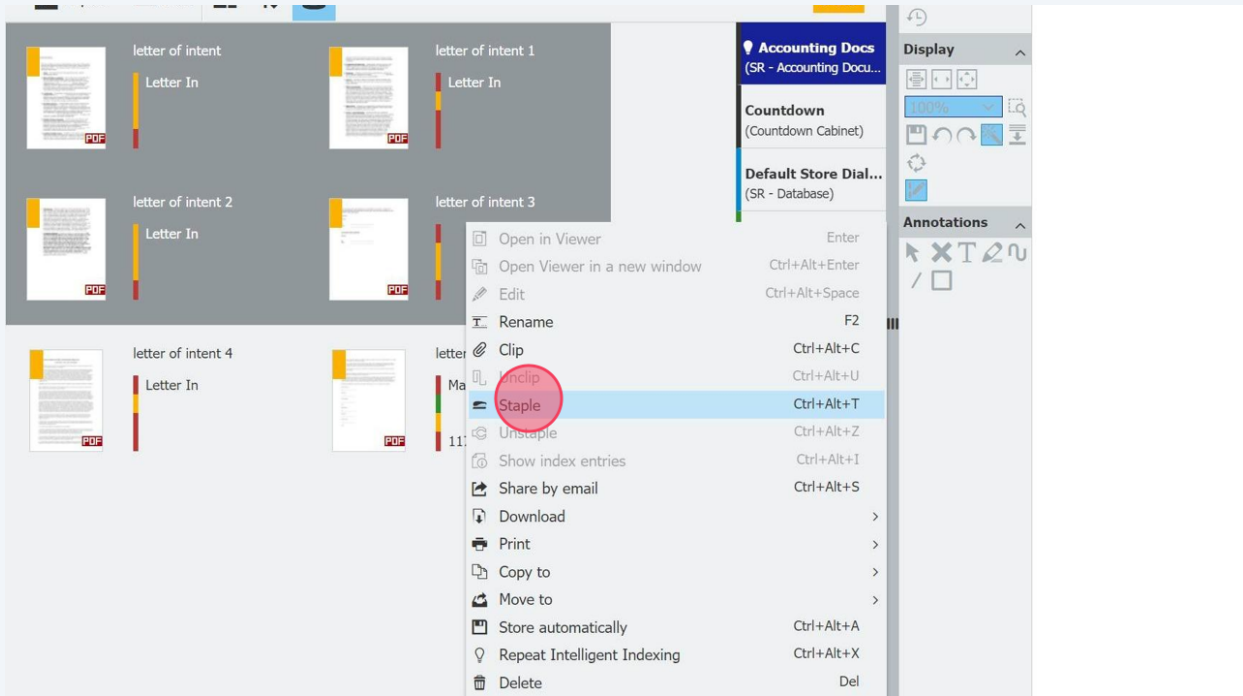 letter of intent
Letter In
PDF
letter of intent 1
Letter In
PDF
letter of intent 2
Letter In
PDF
letter of intent 3
PDF
letter of intent 4
Letter In
PDF
letter
Ma
PDF
Accounting Docs
(SR - Accounting Docu...
Countdown
(Countdown Cabinet)
Default Store Dial...
(SR - Database)
Open in Viewer Enter
Open Viewer in a new window Ctrl+Alt+Enter
Edit Ctrl+Alt+Space
Rename F2
Clip Ctrl+Alt+C
Unclip Ctrl+Alt+U
Staple Ctrl+Alt+T
Unstaple Ctrl+Alt+Z
Show index entries Ctrl+Alt+I
Share by email Ctrl+Alt+S
Download
Print
Copy to
Move to
Store automatically Ctrl+Alt+A
Repeat Intelligent Indexing Ctrl+Alt+X
Delete Del
Display
100%
Annotations